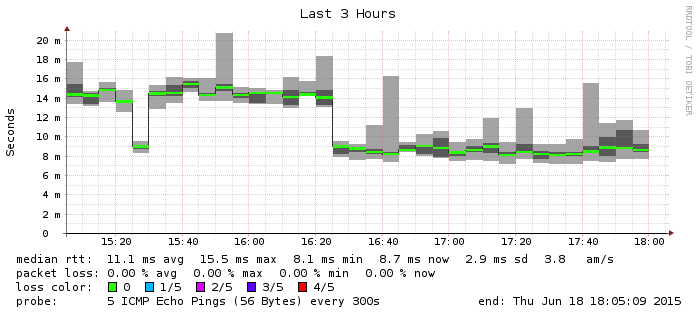 Last 3 Hours
RRDTOOL / TOBI OETIKER
Seconds
20 m
18 m
16 m
14 m
12 m
10 m
8 m
6 m
4 m
2 m
0
15:20 15:40 16:00 16:20 16:40 17:00 17:20 17:40 18:00
median rtt: 11.1 ms avg 15.5 ms max 8.1 ms min 8.7 ms now 2.9 ms sd 3.8 am/s
packet loss: 0.00 % avg 0.00 % max 0.00 % min 0.00 % now
loss color: 0 1/5 2/5 3/5 4/5
probe: 5 ICMP Echo Pings (56 Bytes) every 300s end: Thu Jun 18 18:05:09 2015